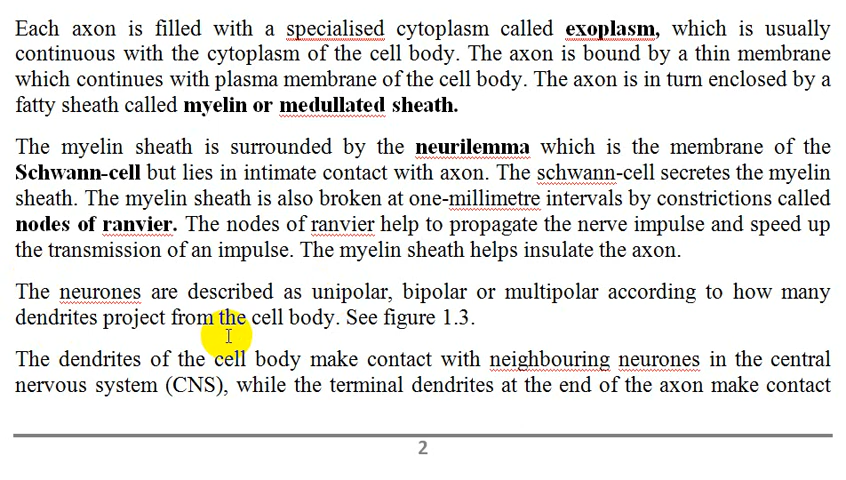 Each axon is filled with a specialised cytoplasm called exoplasm, which is usually
continuous with the cytoplasm of the cell body. The axon is bound by a thin membrane
which continues with plasma membrane of the cell body. The axon is in turn enclosed by a
fatty sheath called myelin or medullated sheath.
The myelin sheath is surrounded by the neurilemma which is the membrane of the
Schwann-cell but lies in intimate contact with axon. The schwann-cell secretes the myelin
sheath. The myelin sheath is also broken at one-millimetre intervals by constrictions called
nodes of ranvier. The nodes of ranvier help to propagate the nerve impulse and speed up
the transmission of an impulse. The myelin sheath helps insulate the axon.
The neurones are described as unipolar, bipolar or multipolar according to how many
dendrites project from the cell body. See figure 1.3.
The dendrites of the cell body make contact with neighbouring neurones in the central
nervous system (CNS), while the terminal dendrites at the end of the axon make contact
2